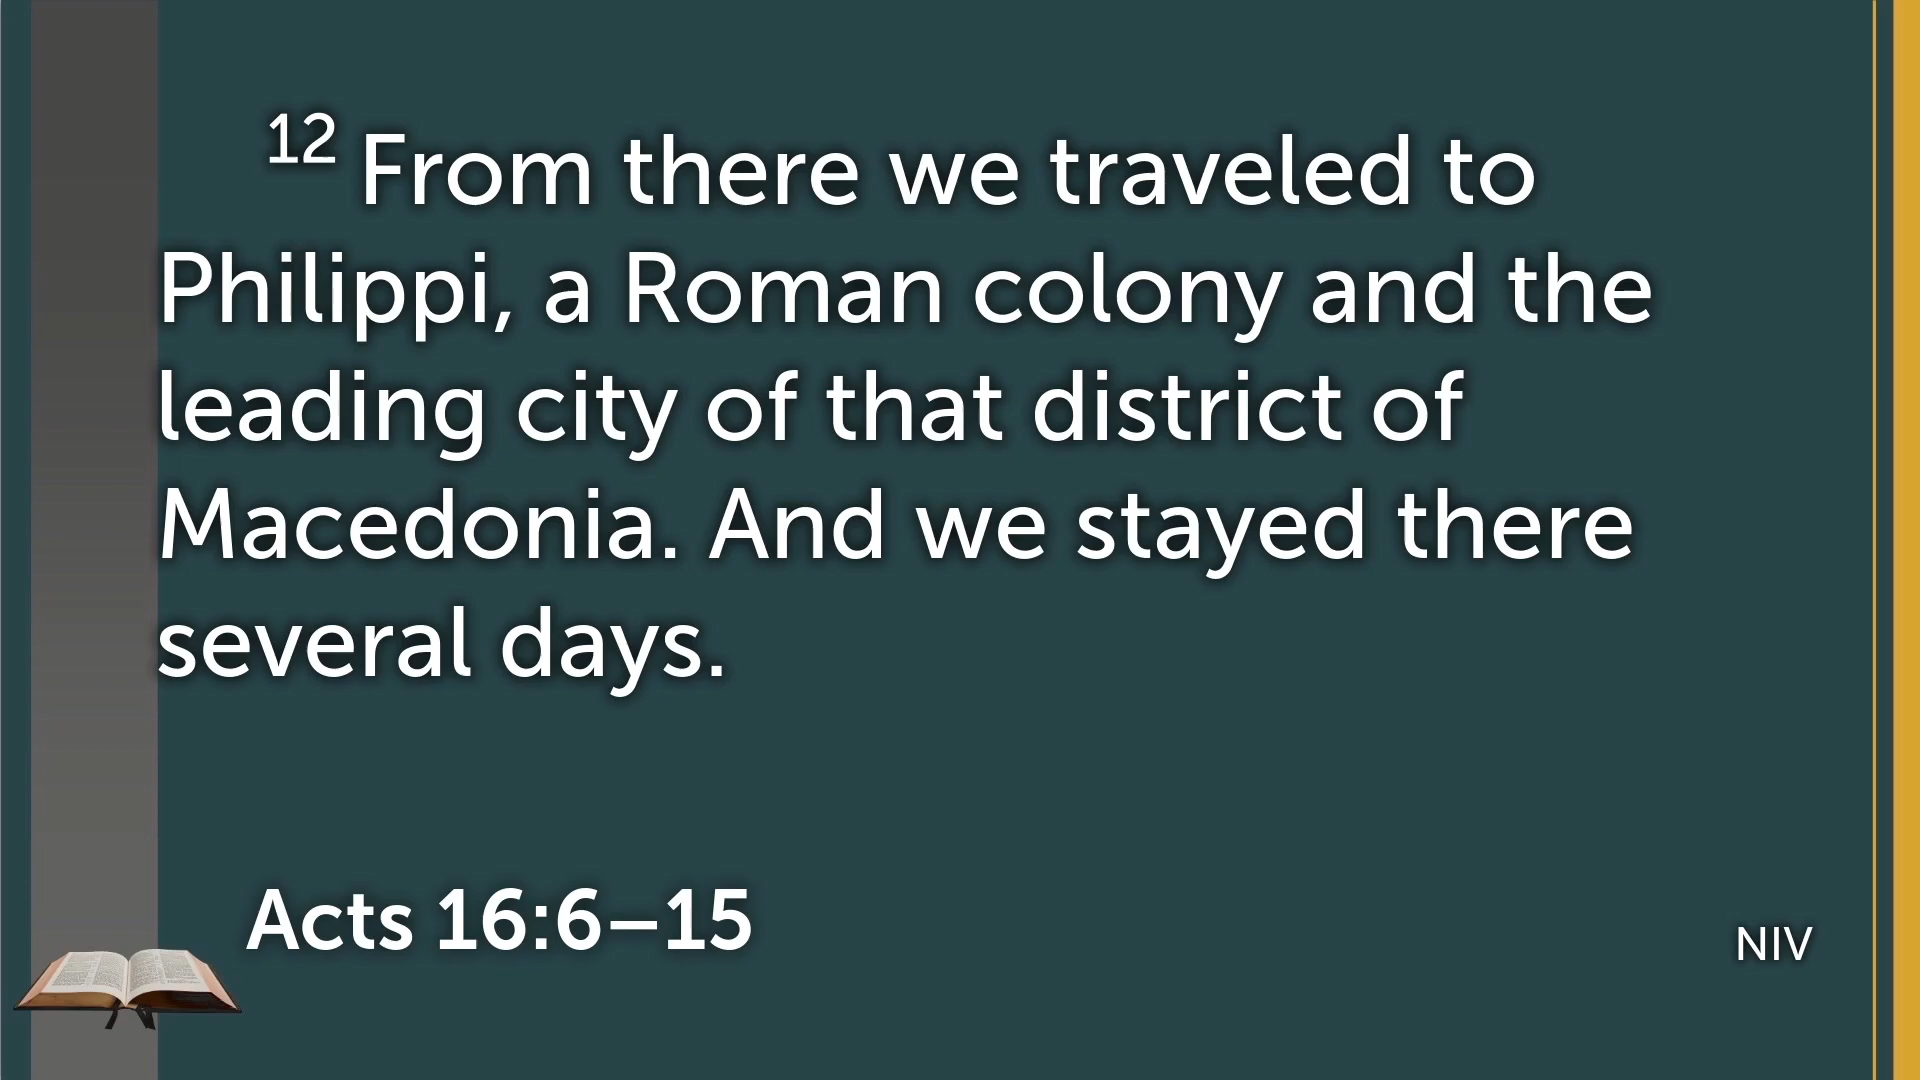 12 From there we traveled to
Philippi, a Roman colony and the
leading city of that district of
Macedonia. And we stayed there
several days.
Acts 16:6–15
NIV